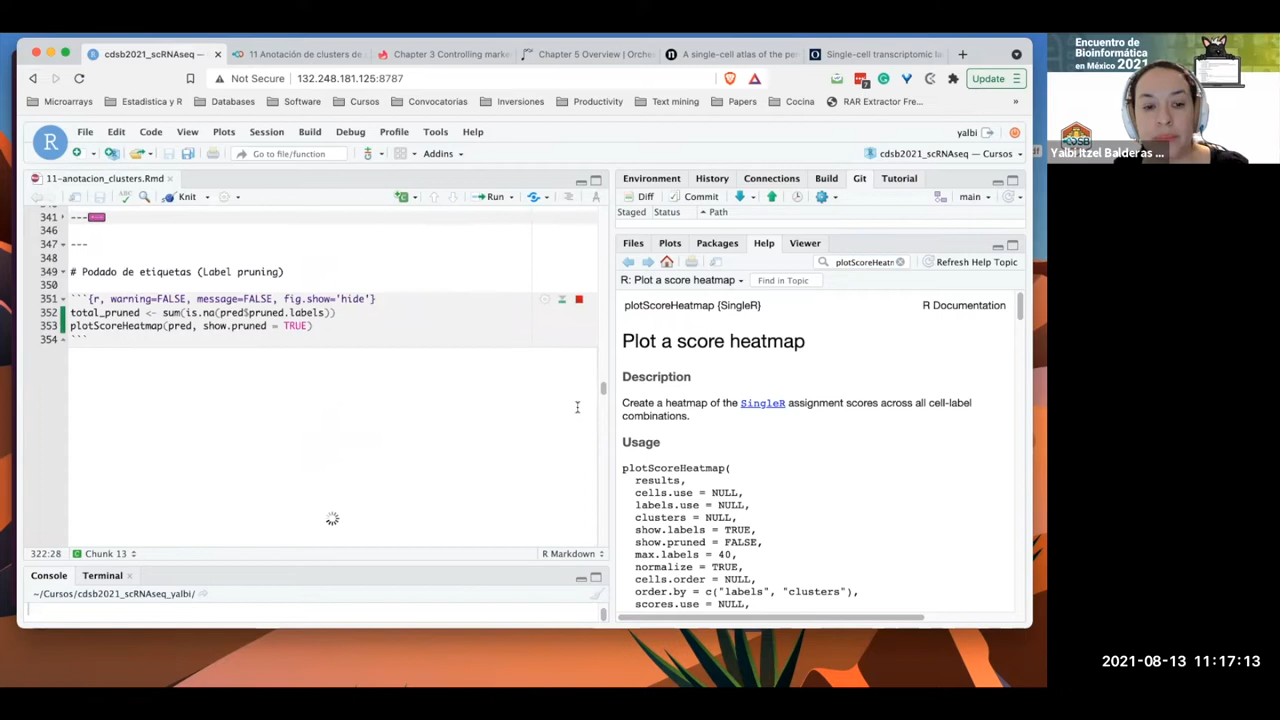 cdsb2021_scRNAseq —
11 Anotación de clusters de
Chapter 3 Controlling marke
Chapter 5 Overview | Orche
A single-cell atlas of the pe
Single-cell transcriptomic la
Not Secure | 132.248.181.125:8787
Update
Microarrays
Estadistica y R
Databases
Software
Cursos
Convocatorias
Inversiones
Productivity
Text mining
Papers
Cocina
RAR Extractor Fre...
»
R
File Edit Code View Plots Session Build Debug Profile Tools Help
yalbi
Go to file/function
Addins
cdsb2021_scRNAseq — Cursos
11-anotacion_clusters.Rmd
Knit
Run
341 ---
346
347 ---
348
349 # Podado de etiquetas (Label pruning)
350
351 ```{r, warning=FALSE, message=FALSE, fig.show='hide'}
352 total_pruned <- sum(is.na(pred$pruned.labels))
353 plotScoreHeatmap(pred, show.pruned = TRUE)
354 ```
322:28
Chunk 13
R Markdown
Console Terminal
~/Cursos/cdsb2021_scRNAseq_yalbi/
Environment History Connections Build Git Tutorial
Diff Commit
main
Staged Status Path
Files Plots Packages Help Viewer
plotScoreHeatm
Refresh Help Topic
R: Plot a score heatmap
Find in Topic
plotScoreHeatmap {SingleR}
R Documentation
Plot a score heatmap
Description
Create a heatmap of the SingleR assignment scores across all cell-label
combinations.
Usage
plotScoreHeatmap(
results,
cells.use = NULL,
labels.use = NULL,
clusters = NULL,
show.labels = TRUE,
show.pruned = FALSE,
max.labels = 40,
normalize = TRUE,
cells.order = NULL,
order.by = c("labels", "clusters"),
scores.use = NULL,
Encuentro de
Bioinformática
en México 2021
Yalbi Itzel Balderas ...
2021-08-13 11:17:13